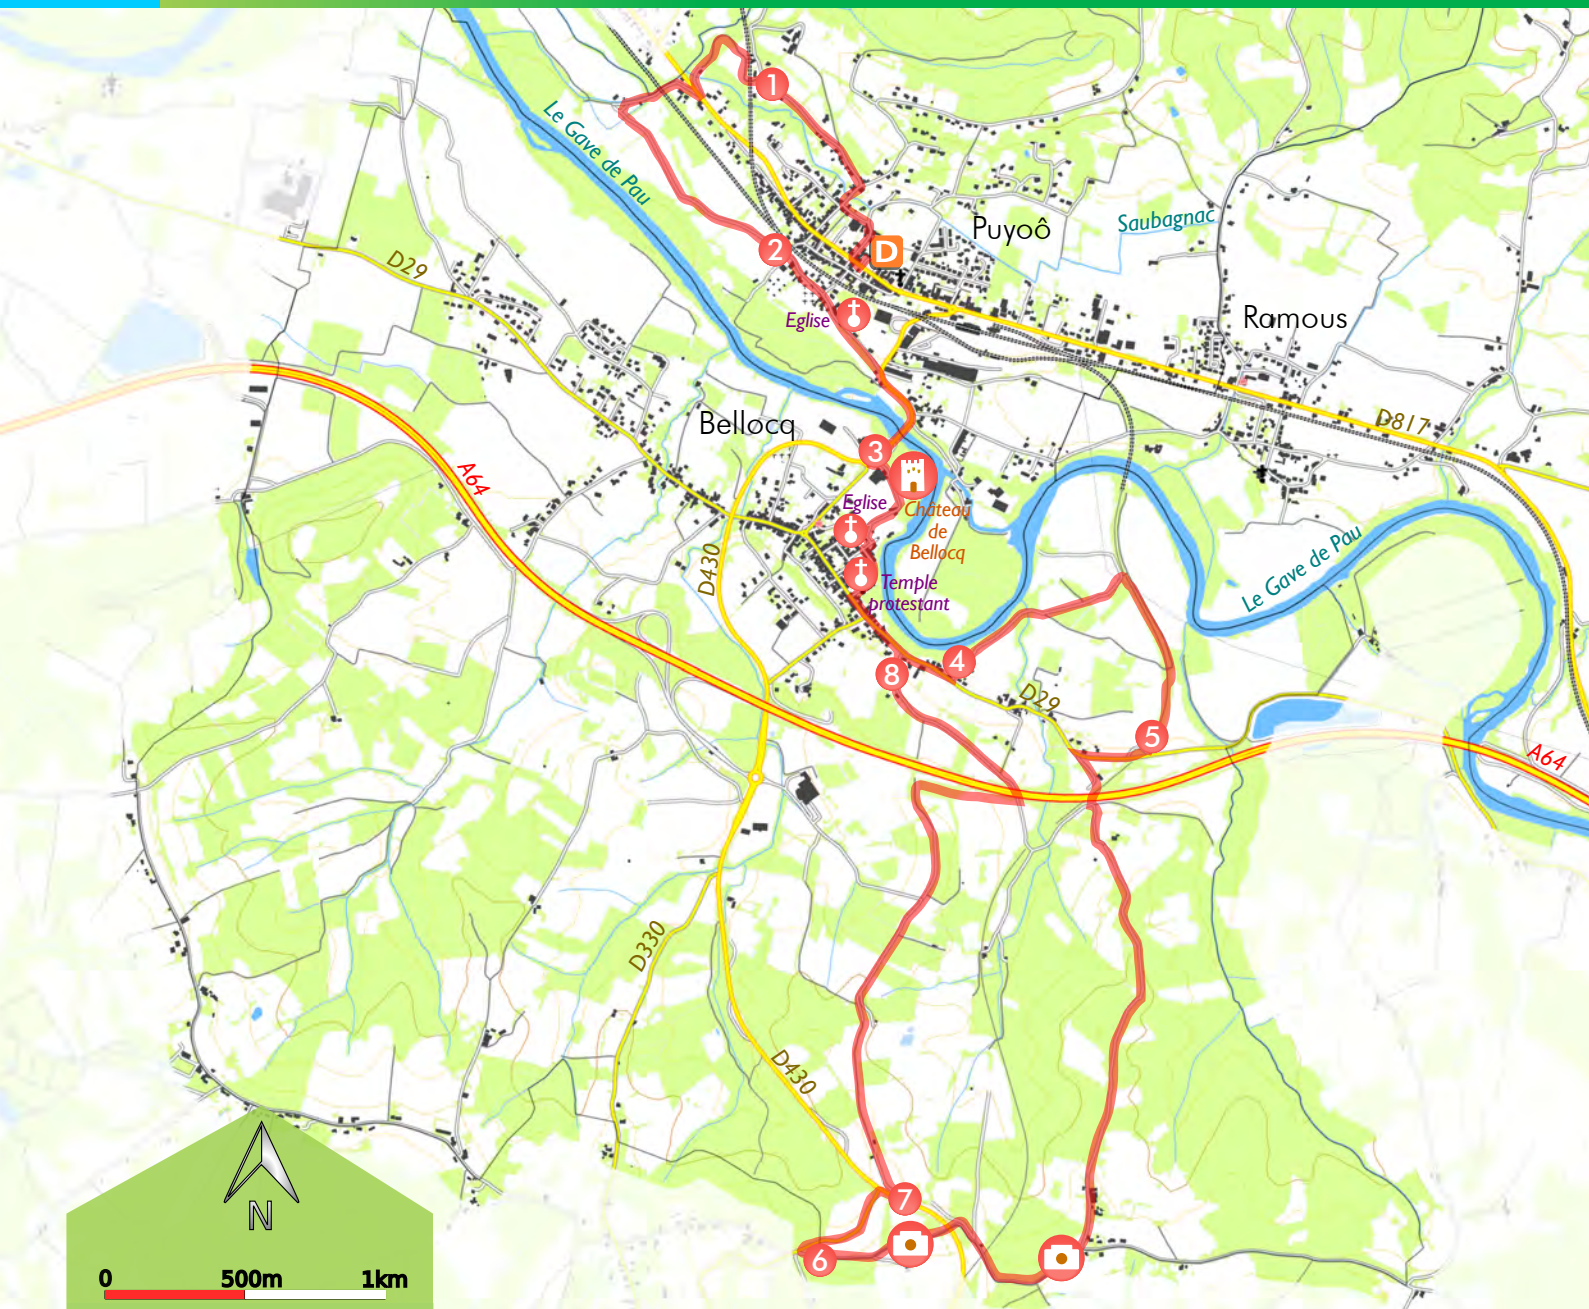 1
Le Gave de Pau
Puyoô
Saubagnac
D
2
D29
Eglise
Ramous
D817
Bellocq
3
A64
Eglise
Château
de
Bellocq
D430
Temple
protestant
Le Gave de Pau
4
8
D29
5
A64
D330
D430
7
6
N
0 500m 1km